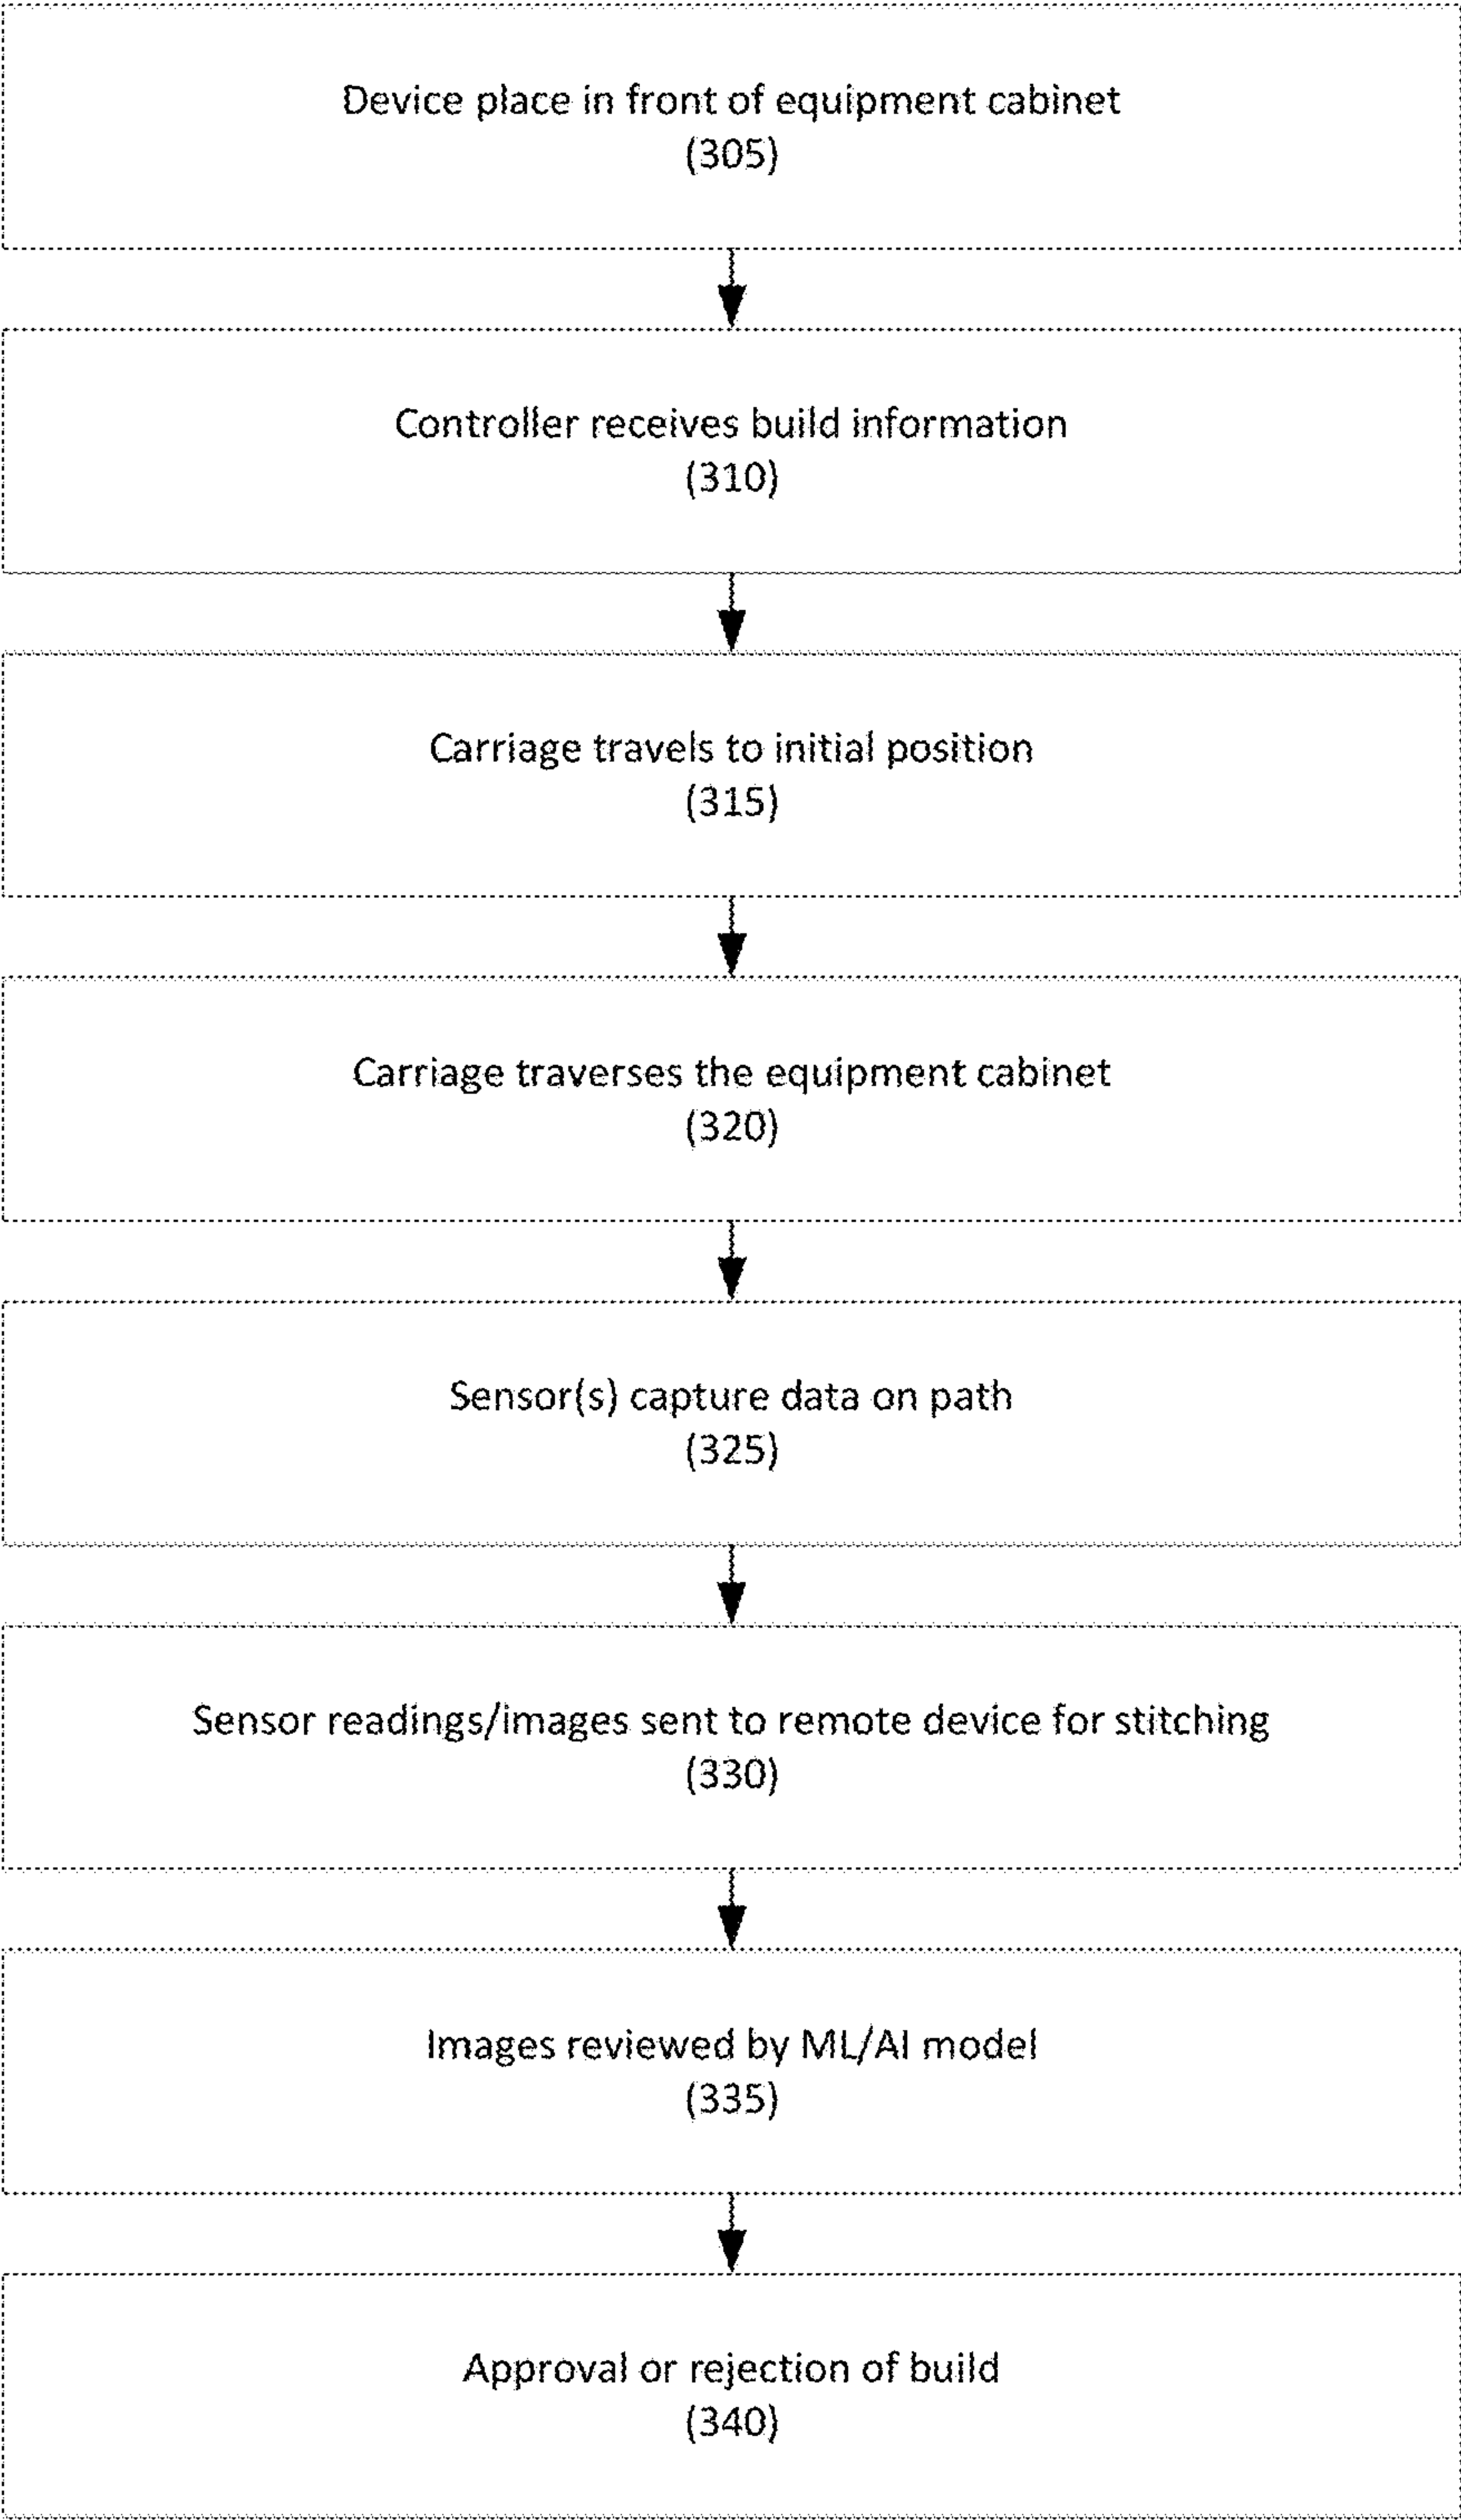 Device place in front of equipment cabinet
(305)
Controller receives build information
(310)
Carriage travels to initial position
(315)
Carriage traverses the equipment cabinet
(320)
Sensor(s) capture data on path
(325)
Sensor readings/images sent to remote device for stitching
(330)
Images reviewed by ML/AI model
(335)
Approval or rejection of build
(340)